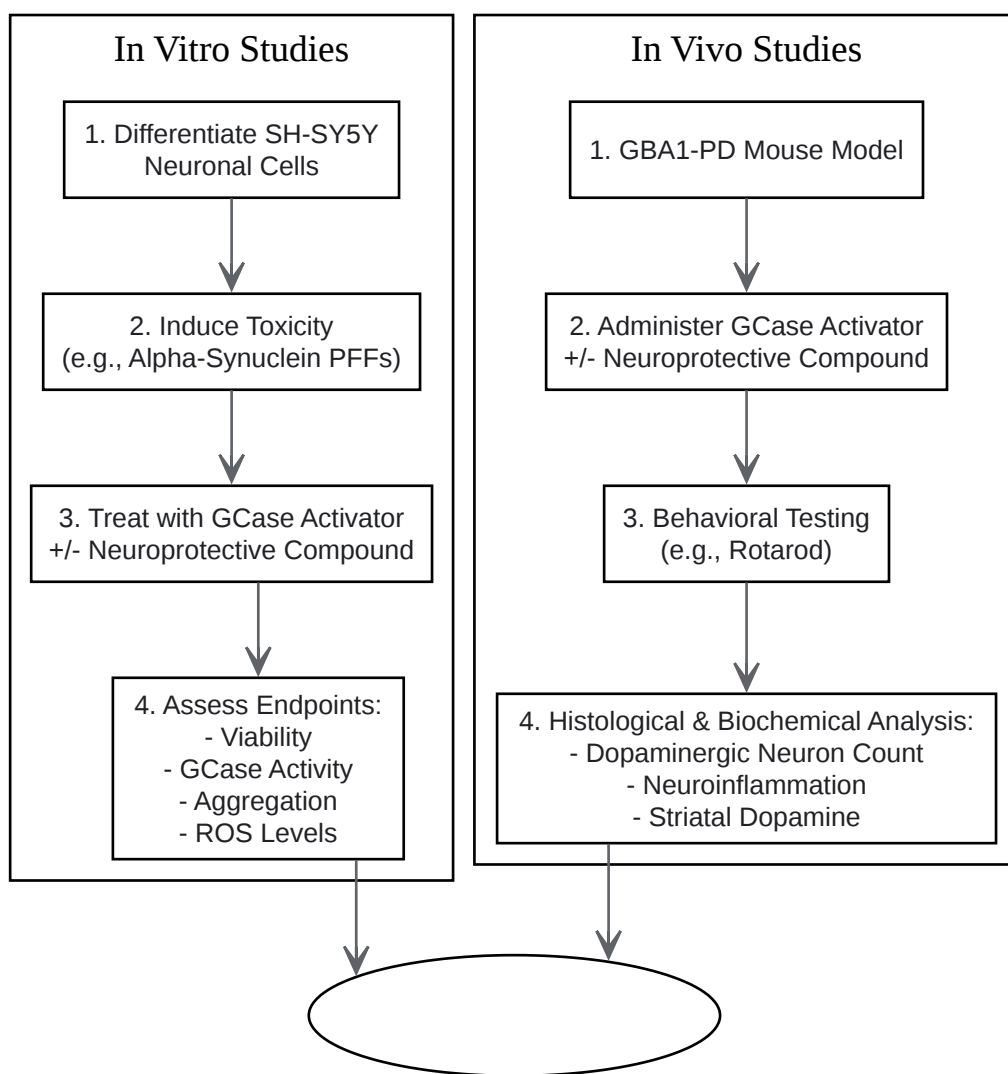 In Vitro Studies
1. Differentiate SH-SY5Y
Neuronal Cells
2. Induce Toxicity
(e.g., Alpha-Synuclein PFFs)
3. Treat with GCase Activator
+/- Neuroprotective Compound
4. Assess Endpoints:
- Viability
- GCase Activity
- Aggregation
- ROS Levels
In Vivo Studies
1. GBA1-PD Mouse Model
2. Administer GCase Activator
+/- Neuroprotective Compound
3. Behavioral Testing
(e.g., Rotarod)
4. Histological & Biochemical Analysis:
- Dopaminergic Neuron Count
- Neuroinflammation
- Striatal Dopamine